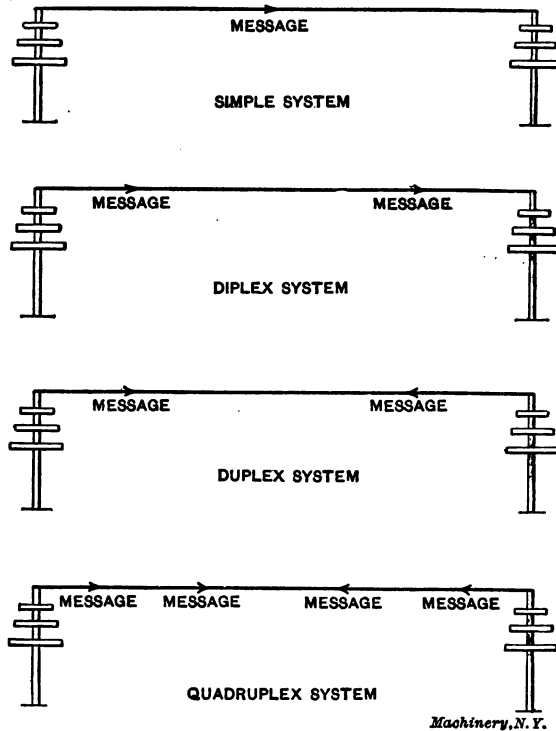 MESSAGE
SIMPLE SYSTEM
MESSAGE MESSAGE
DIPLEX SYSTEM
MESSAGE MESSAGE
DUPLEX SYSTEM
MESSAGE MESSAGE MESSAGE MESSAGE
QUADRUPLEX SYSTEM
Machinery, N.Y.